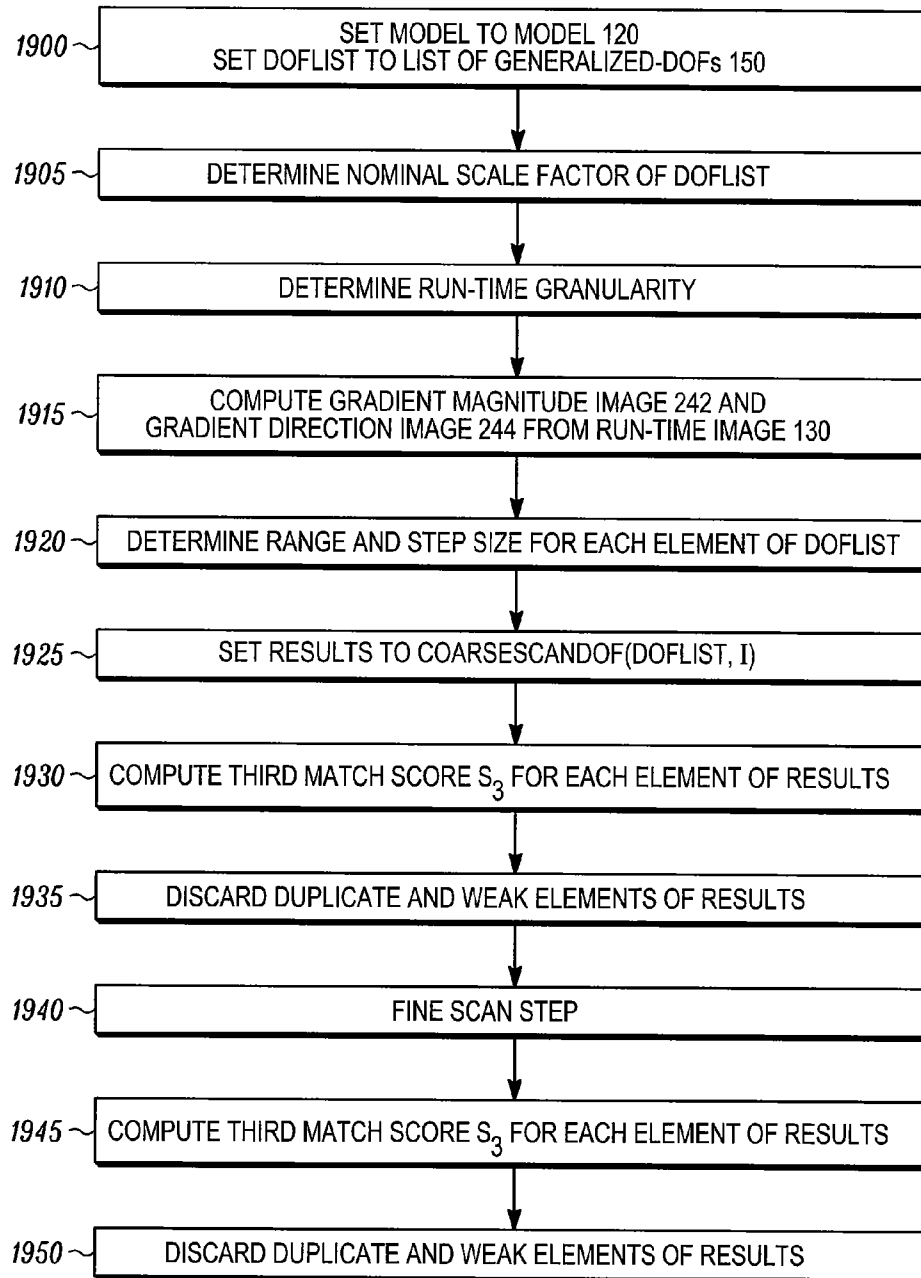 1900
SET MODEL TO MODEL 120
SET DOFLIST TO LIST OF GENERALIZED-DOFs 150
1905
DETERMINE NOMINAL SCALE FACTOR OF DOFLIST
1910
DETERMINE RUN-TIME GRANULARITY
1915
COMPUTE GRADIENT MAGNITUDE IMAGE 242 AND
GRADIENT DIRECTION IMAGE 244 FROM RUN-TIME IMAGE 130
1920
DETERMINE RANGE AND STEP SIZE FOR EACH ELEMENT OF DOFLIST
1925
SET RESULTS TO COARSESCANDOF(DOFLIST, I)
1930
COMPUTE THIRD MATCH SCORE S3 FOR EACH ELEMENT OF RESULTS
1935
DISCARD DUPLICATE AND WEAK ELEMENTS OF RESULTS
1940
FINE SCAN STEP
1945
COMPUTE THIRD MATCH SCORE S3 FOR EACH ELEMENT OF RESULTS
1950
DISCARD DUPLICATE AND WEAK ELEMENTS OF RESULTS